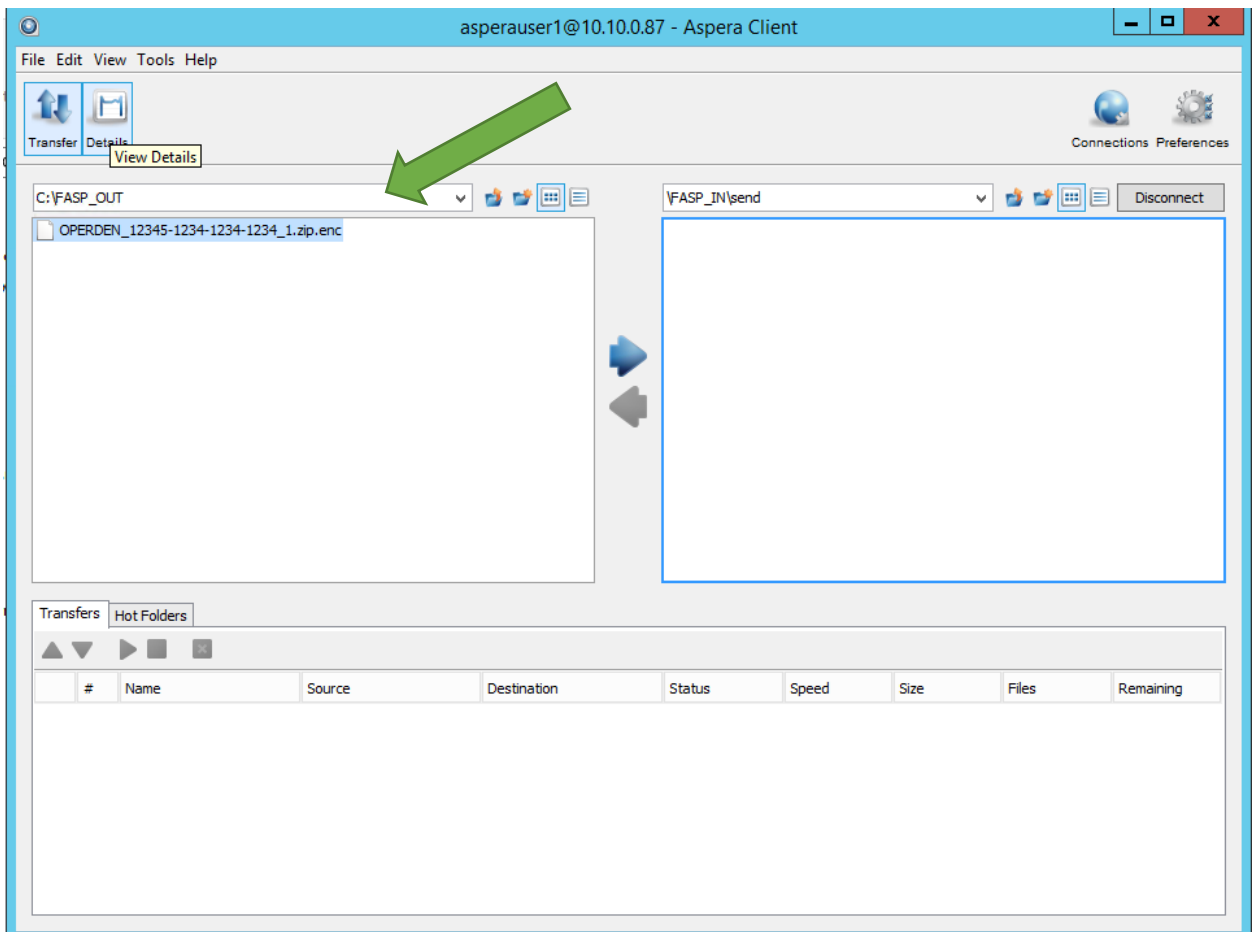 asperauser1@10.10.0.87 - Aspera Client
File Edit View Tools Help
Transfer Details
Connections Preferences
View Details
C:\FASP_OUT
\FASP_IN\send
Disconnect
OPERDEN_12345-1234-1234-1234_1.zip.enc
Transfers Hot Folders
# Name Source Destination Status Speed Size Files Remaining